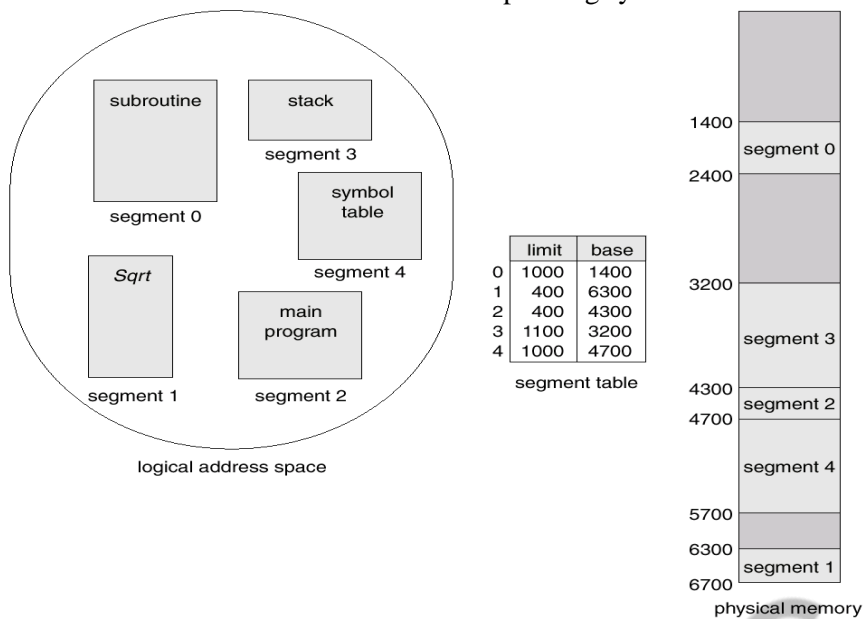 subroutine
stack
segment 3
segment 0
symbol
table
segment 4
Sqrt
segment 1
main
program
segment 2
logical address space
limit base
0 1000 1400
1 400 6300
2 400 4300
3 1100 3200
4 1000 4700
segment table
1400
segment 0
2400
3200
segment 3
4300
segment 2
4700
segment 4
5700
6300
segment 1
6700
physical memory